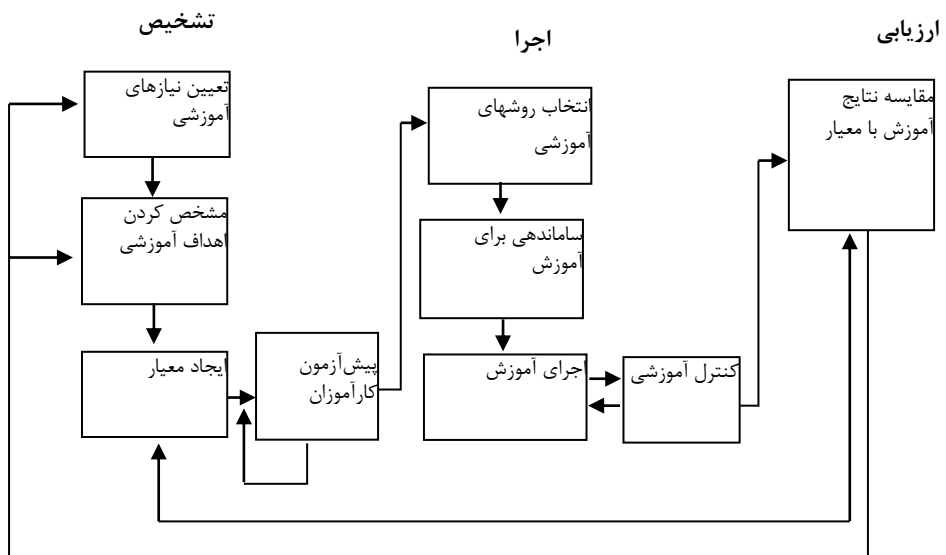 تشخیص
اجرا
ارزیابی
تعیین نیازهای
آموزشی
مشخص کردن
اهداف آموزشی
ایجاد معیار
پیش‌آزمون
کارآموزان
انتخاب روشهای
آموزشی
ساماندهی برای
آموزش
اجرای آموزش
کنترل آموزشی
مقایسه نتایج
آموزش با معیار